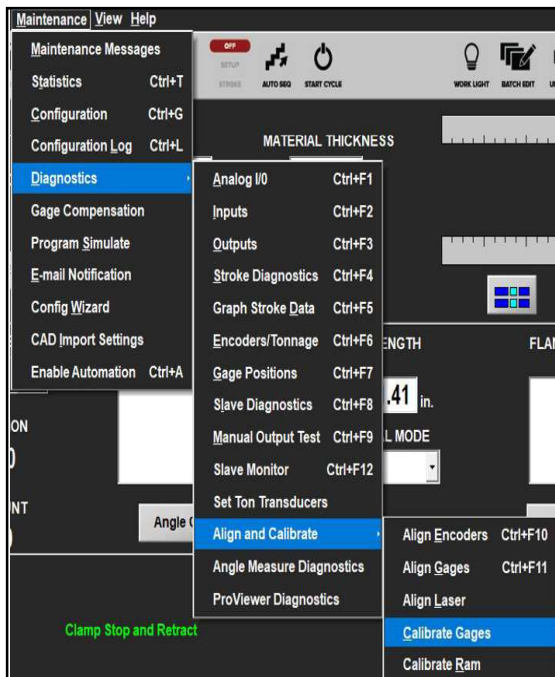 Maintenance View Help
Maintenance Messages
Statistics Ctrl+T
Configuration Ctrl+G
Configuration Log Ctrl+L
Diagnostics
Gage Compensation
Program Simulate
E-mail Notification
Config Wizard
CAD Import Settings
Enable Automation Ctrl+A
OFF
SETUP
STROKE
AUTO SEQ
START CYCLE
WORK LIGHT
BATCH EDIT
MATERIAL THICKNESS
Analog I/0 Ctrl+F1
Inputs Ctrl+F2
Outputs Ctrl+F3
Stroke Diagnostics Ctrl+F4
Graph Stroke Data Ctrl+F5
Encoders/Tonnage Ctrl+F6
Gage Positions Ctrl+F7
Slave Diagnostics Ctrl+F8
Manual Output Test Ctrl+F9
Slave Monitor Ctrl+F12
Set Ton Transducers
Align and Calibrate
Angle Measure Diagnostics
ProViewer Diagnostics
ENGTH
FLAN
.41 in.
L MODE
ON
NT
Angle
Align Encoders Ctrl+F10
Align Gages Ctrl+F11
Align Laser
Calibrate Gages
Calibrate Ram
Clamp Stop and Retract